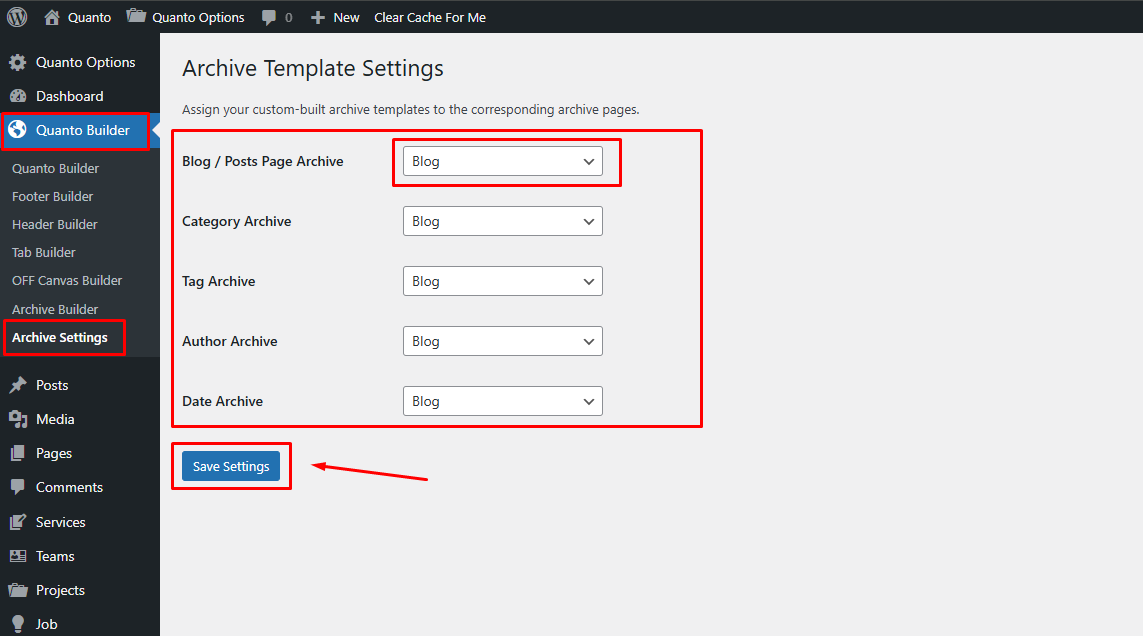 Quanto
Quanto Options
0
New
Clear Cache For Me
Quanto Options
Dashboard
Quanto Builder
Quanto Builder
Footer Builder
Header Builder
Tab Builder
OFF Canvas Builder
Archive Builder
Archive Settings
Posts
Media
Pages
Comments
Services
Teams
Projects
Job
Archive Template Settings
Assign your custom-built archive templates to the corresponding archive pages.
Blog / Posts Page Archive Blog
Category Archive Blog
Tag Archive Blog
Author Archive Blog
Date Archive Blog
Save Settings